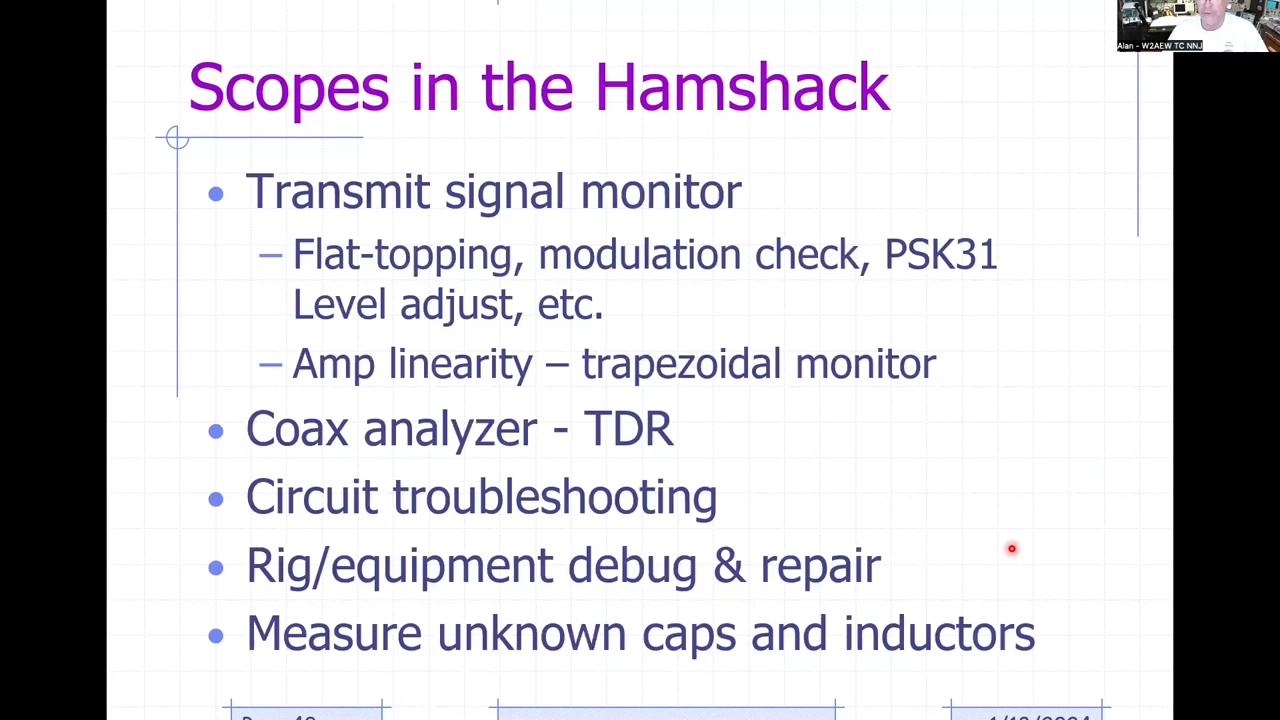 Alan - W2AEW TC NNJ
Scopes in the Hamshack
• Transmit signal monitor
– Flat-topping, modulation check, PSK31
Level adjust, etc.
– Amp linearity – trapezoidal monitor
• Coax analyzer - TDR
• Circuit troubleshooting
• Rig/equipment debug & repair
• Measure unknown caps and inductors